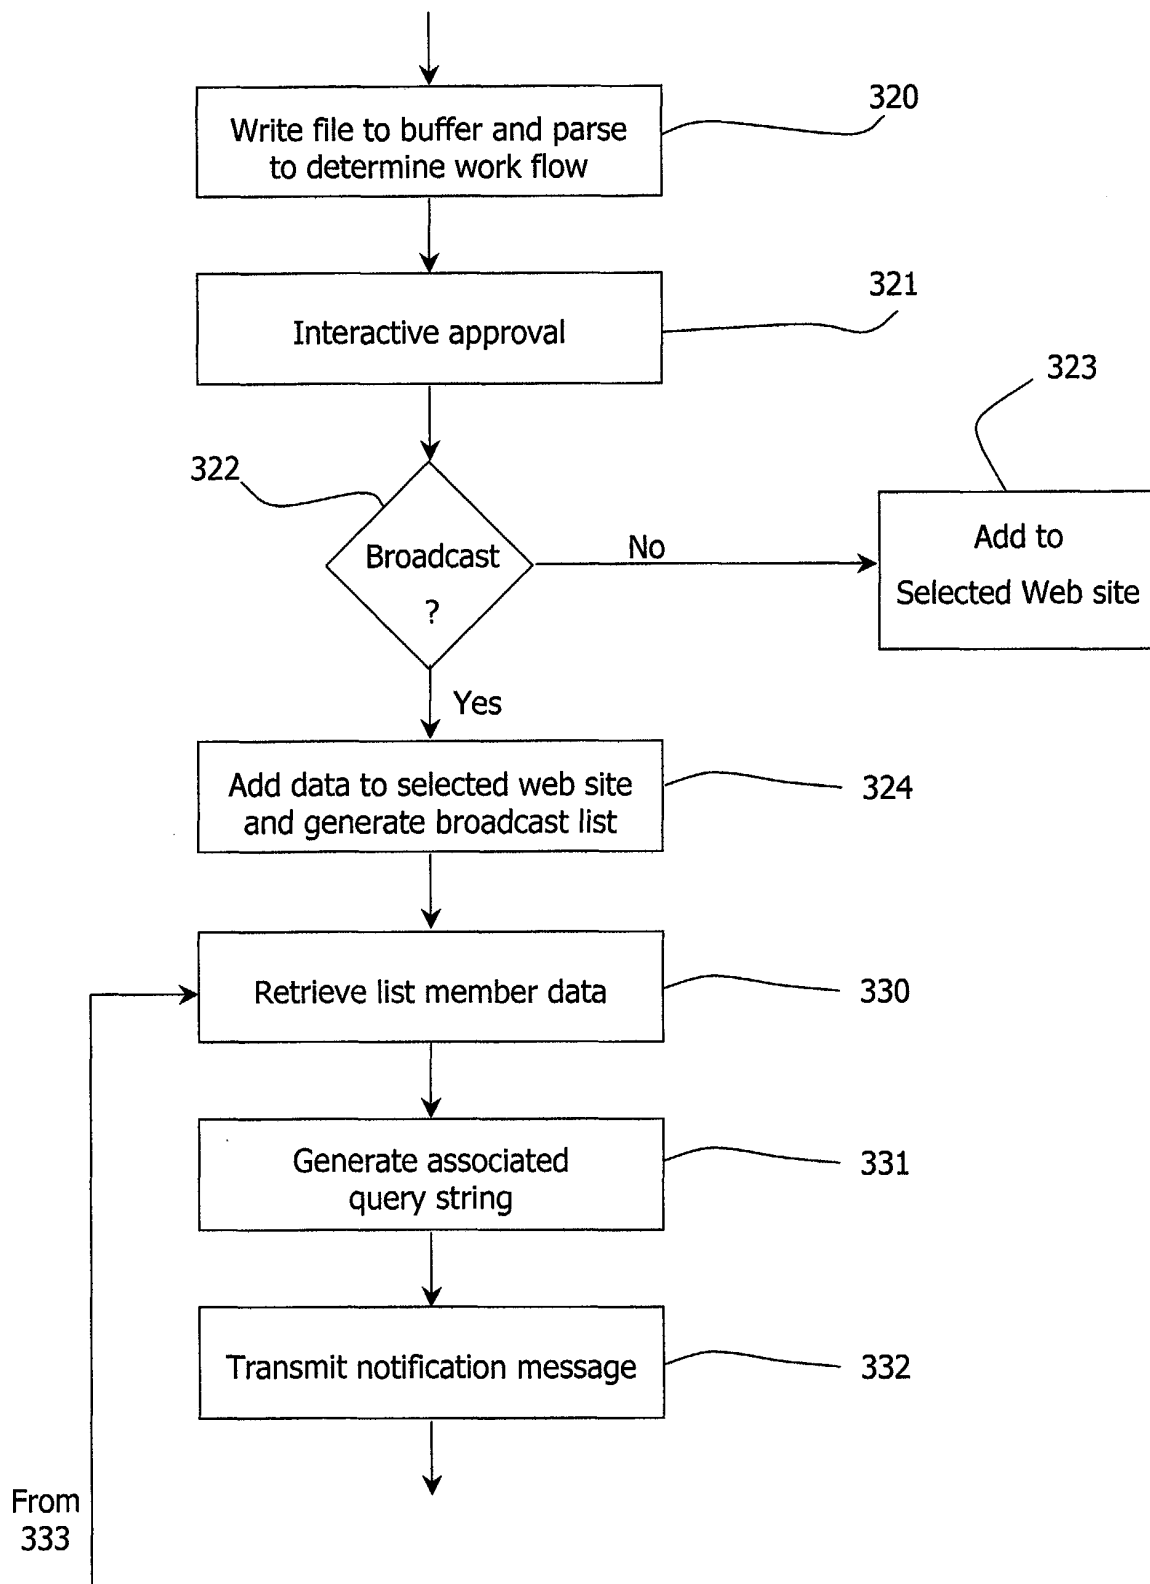 320
Write file to buffer and parse
to determine work flow
321
Interactive approval
323
322
Broadcast
?
No
Add to
Selected Web site
Yes
Add data to selected web site
and generate broadcast list
324
Retrieve list member data
330
Generate associated
query string
331
Transmit notification message
332
From
333